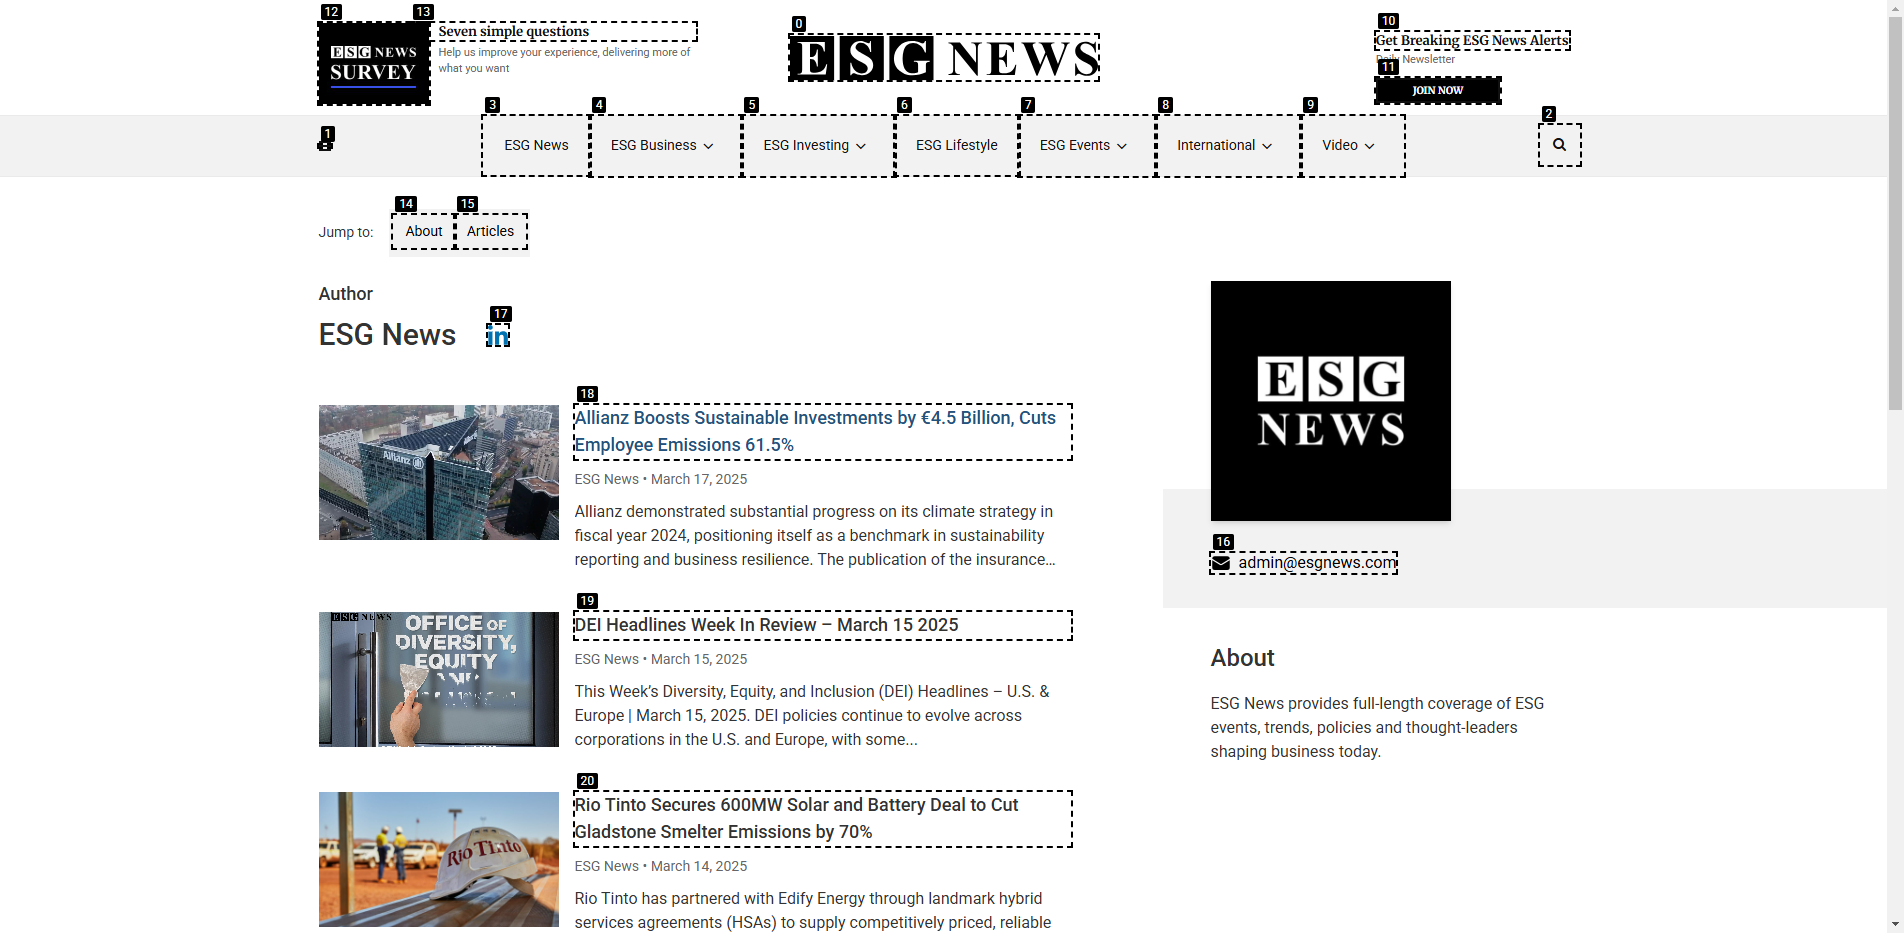 12
13
ESG NEWS
SURVEY
Seven simple questions
Help us improve your experience, delivering more of
what you want
0
ESG NEWS
10
Get Breaking ESG News Alerts
Daily Newsletter
11
JOIN NOW
1
3
ESG News
4
ESG Business
5
ESG Investing
6
ESG Lifestyle
7
ESG Events
8
International
9
Video
2
Jump to:
14
About
15
Articles
Author
ESG News
17
in
18
Allianz Boosts Sustainable Investments by €4.5 Billion, Cuts
Employee Emissions 61.5%
ESG News • March 17, 2025
Allianz demonstrated substantial progress on its climate strategy in
fiscal year 2024, positioning itself as a benchmark in sustainability
reporting and business resilience. The publication of the insurance...
Allianz
19
DEI Headlines Week In Review – March 15 2025
ESG News • March 15, 2025
This Week's Diversity, Equity, and Inclusion (DEI) Headlines – U.S. &
Europe | March 15, 2025. DEI policies continue to evolve across
corporations in the U.S. and Europe, with some...
ESG NEWS
OFFICE OF
DIVERSITY,
EQUITY
20
Rio Tinto Secures 600MW Solar and Battery Deal to Cut
Gladstone Smelter Emissions by 70%
ESG News • March 14, 2025
Rio Tinto has partnered with Edify Energy through landmark hybrid
services agreements (HSAs) to supply competitively priced, reliable
Rio Tinto
ESG
NEWS
16
admin@esgnews.com
About
ESG News provides full-length coverage of ESG
events, trends, policies and thought-leaders
shaping business today.